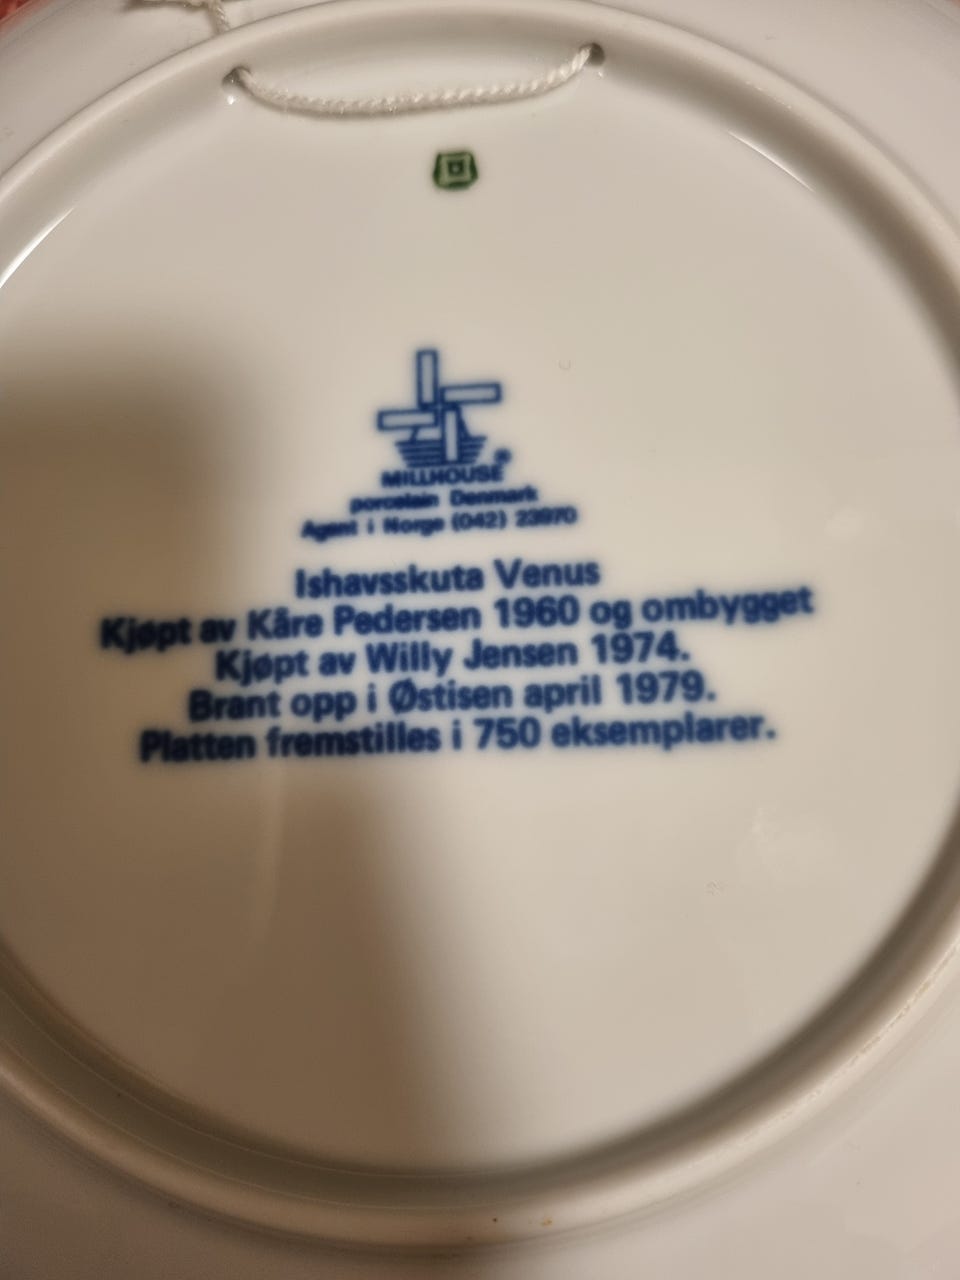 MILLHOUSE®
porcelain Denmark
Agent i Norge (042) 23970
Ishavsskuta Venus
Kjøpt av Kåre Pedersen 1960 og ombygget
Kjøpt av Willy Jensen 1974.
Brant opp i Østisen april 1979.
Platten fremstilles i 750 eksemplarer.